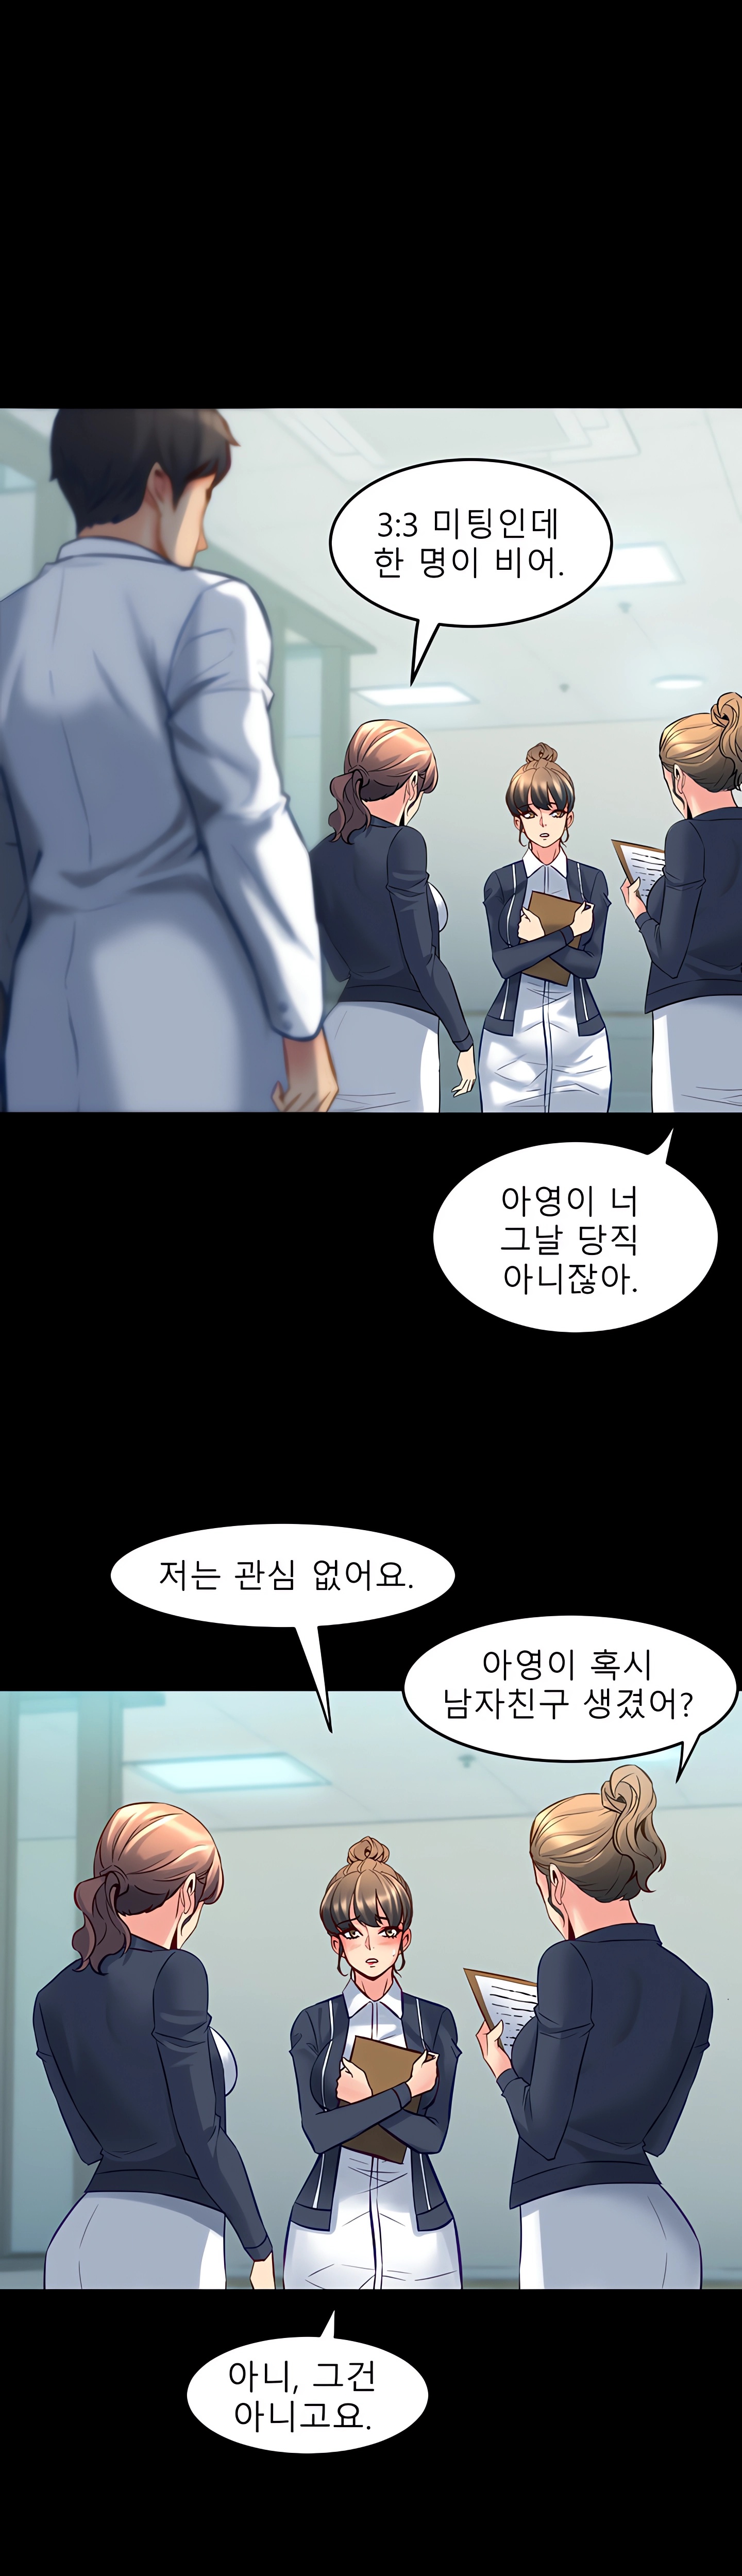 3:3 미팅인데
한 명이 비어.
아영이 너
그날 당직
아니잖아.
저는 관심 없어요.
아영이 혹시
남자친구 생겼어?
아니, 그건
아니고요.